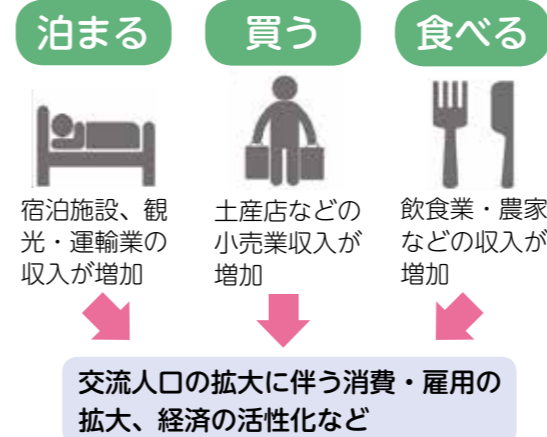 泊まる
買う
食べる
宿泊施設、観
光・運輸業の
収入が増加
土産店などの
小売業収入が
増加
飲食業・農家
などの収入が
増加
交流人口の拡大に伴う消費・雇用の
拡大、経済の活性化など